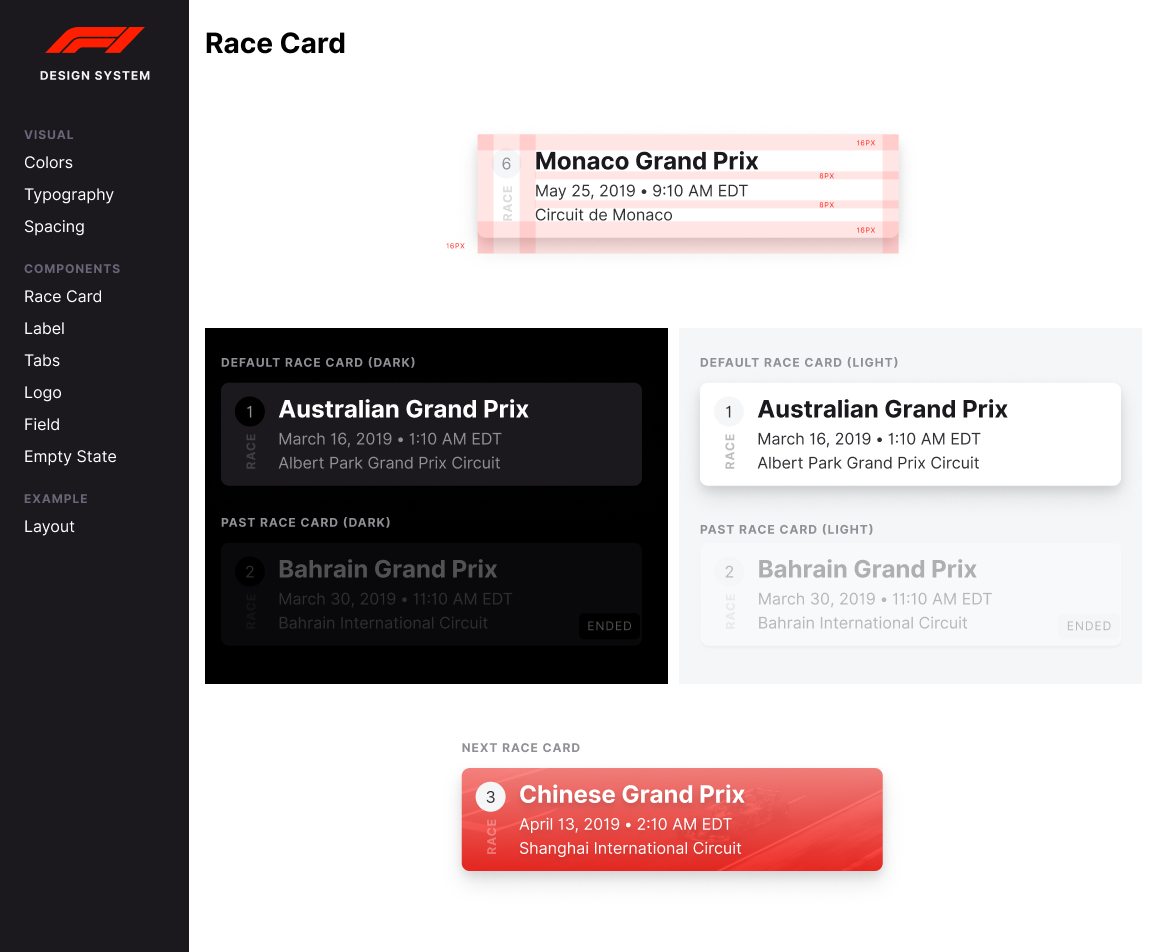 DESIGN SYSTEM
VISUAL
Colors
Typography
Spacing
COMPONENTS
Race Card
Label
Tabs
Logo
Field
Empty State
EXAMPLE
Layout
Race Card
16PX
6
Monaco Grand Prix
6PX
May 25, 2019 • 9:10 AM EDT
8PX
RACE
Circuit de Monaco
16PX
16PX
DEFAULT RACE CARD (DARK)
1
Australian Grand Prix
March 16, 2019 • 1:10 AM EDT
RACE
Albert Park Grand Prix Circuit
PAST RACE CARD (DARK)
2
Bahrain Grand Prix
March 30, 2019 • 11:10 AM EDT
RACE
Bahrain International Circuit
ENDED
DEFAULT RACE CARD (LIGHT)
1
Australian Grand Prix
March 16, 2019 • 1:10 AM EDT
RACE
Albert Park Grand Prix Circuit
PAST RACE CARD (LIGHT)
2
Bahrain Grand Prix
March 30, 2019 • 11:10 AM EDT
RACE
Bahrain International Circuit
ENDED
NEXT RACE CARD
3
Chinese Grand Prix
April 13, 2019 • 2:10 AM EDT
RACE
Shanghai International Circuit